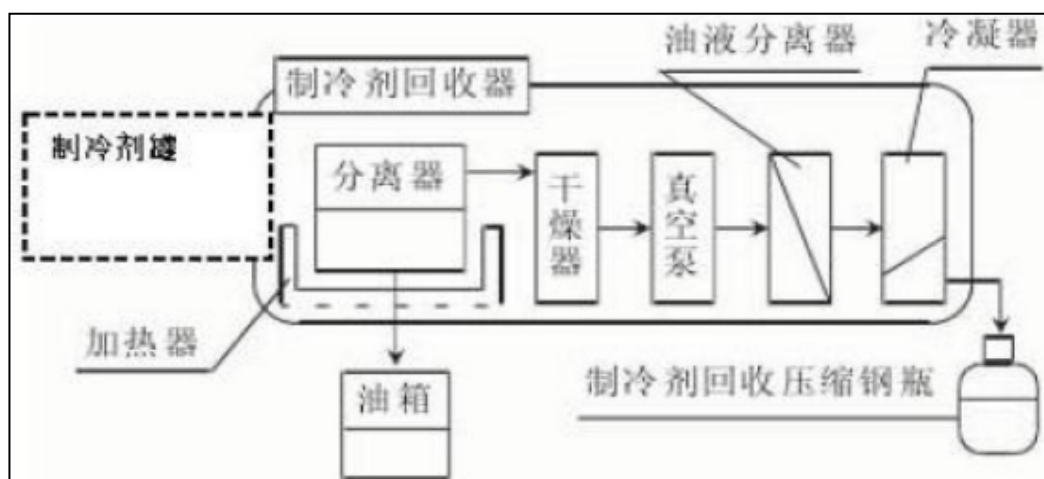 油液分离器
冷凝器
制冷剂回收器
制冷剂罐
分离器
干燥器
真空泵
加热器
油箱
制冷剂回收压缩钢瓶